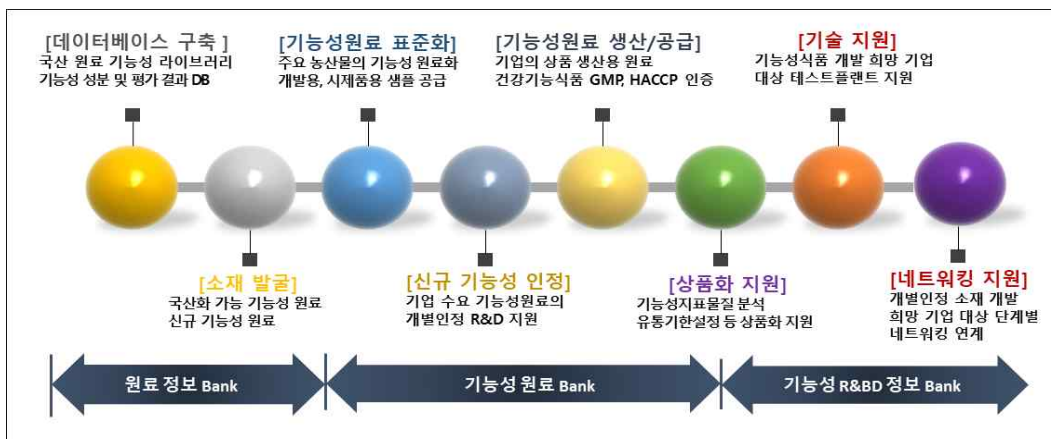 [데이터베이스 구축 ]
국산 원료 기능성 라이브러리
기능성 성분 및 평가 결과 DB
[기능성원료 표준화]
주요 농산물의 기능성 원료화
개발용, 시제품용 샘플 공급
[기능성원료 생산/공급]
기업의 상품 생산용 원료
건강기능식품 GMP, HACCP 인증
[기술 지원]
기능성식품 개발 희망 기업
대상 테스트플랜트 지원
[소재 발굴]
국산화 가능 기능성 원료
신규 기능성 원료
[신규 기능성 인정]
기업 수요 기능성원료의
개별인정 R&D 지원
[상품화 지원]
기능성지표물질 분석
유통기한설정 등 상품화 지원
[네트워킹 지원]
개별인정 소재 개발
희망 기업 대상 단계별
네트워킹 연계
원료 정보 Bank
기능성 원료 Bank
기능성 R&BD 정보 Bank